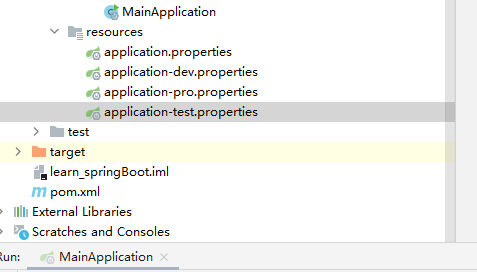 MainApplication
resources
application.properties
application-dev.properties
application-pro.properties
application-test.properties
test
target
learn_springBoot.iml
pom.xml
External Libraries
Scratches and Consoles
Run: MainApplication